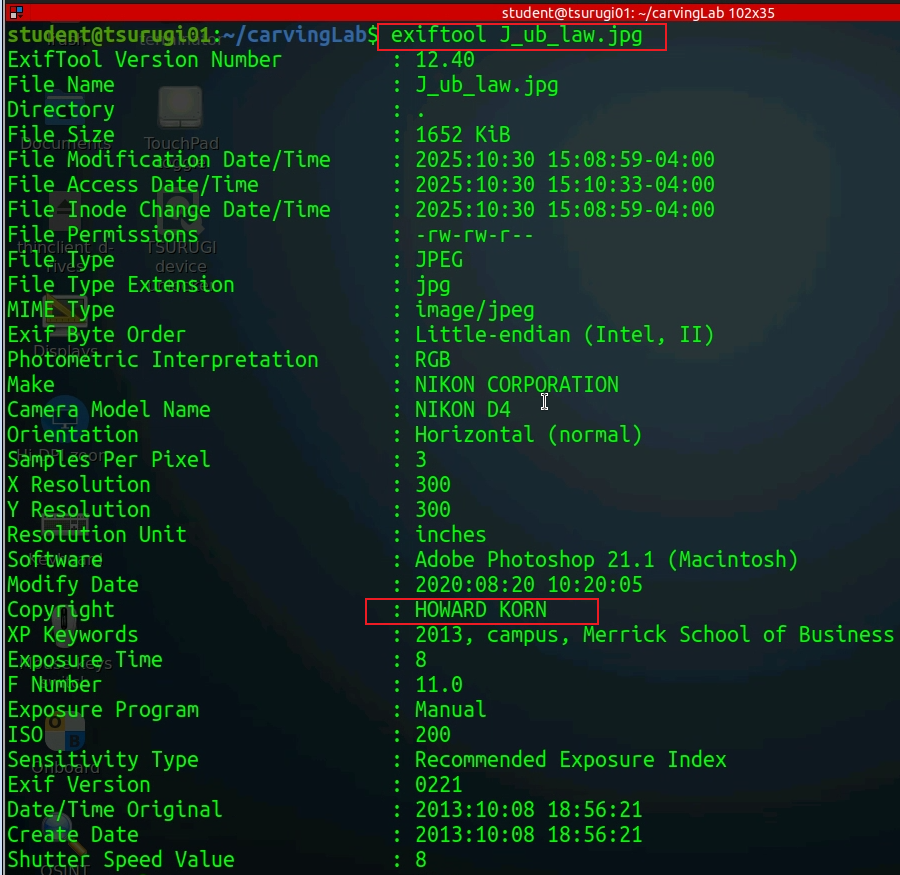 student@tsurugi01: ~/carvingLab 102x35
student@tsurugi01:~/carvingLab$ exiftool J_ub_law.jpg
ExifTool Version Number : 12.40
File Name : J_ub_law.jpg
Directory : .
File Size : 1652 KiB
File Modification Date/Time : 2025:10:30 15:08:59-04:00
File Access Date/Time : 2025:10:30 15:10:33-04:00
File Inode Change Date/Time : 2025:10:30 15:08:59-04:00
File Permissions : -rw-rw-r--
File Type : JPEG
File Type Extension : jpg
MIME Type : image/jpeg
Exif Byte Order : Little-endian (Intel, II)
Photometric Interpretation : RGB
Make : NIKON CORPORATION
Camera Model Name : NIKON D4
Orientation : Horizontal (normal)
Samples Per Pixel : 3
X Resolution : 300
Y Resolution : 300
Resolution Unit : inches
Software : Adobe Photoshop 21.1 (Macintosh)
Modify Date : 2020:08:20 10:20:05
Copyright : HOWARD KORN
XP Keywords : 2013, campus, Merrick School of Business
Exposure Time : 8
F Number : 11.0
Exposure Program : Manual
ISO : 200
Sensitivity Type : Recommended Exposure Index
Exif Version : 0221
Date/Time Original : 2013:10:08 18:56:21
Create Date : 2013:10:08 18:56:21
Shutter Speed Value : 8
Documents
TouchPad
thinclient_d-
rives
TSURUGI
device
Displays
Onboard
OSINT